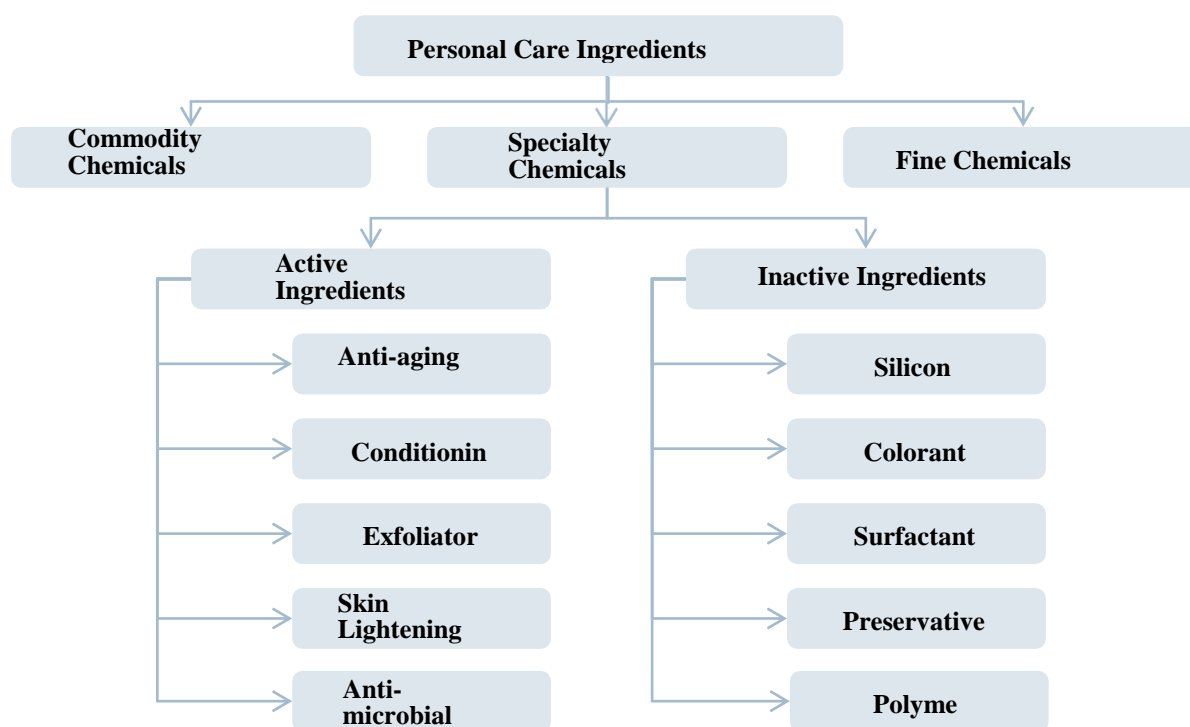 Personal Care Ingredients
Commodity
Chemicals
Specialty
Chemicals
Fine Chemicals
Active
Ingredients
Inactive Ingredients
Anti-aging
Silicon
Conditionin
Colorant
Exfoliator
Surfactant
Skin
Lightening
Preservative
Anti-
microbial
Polyme